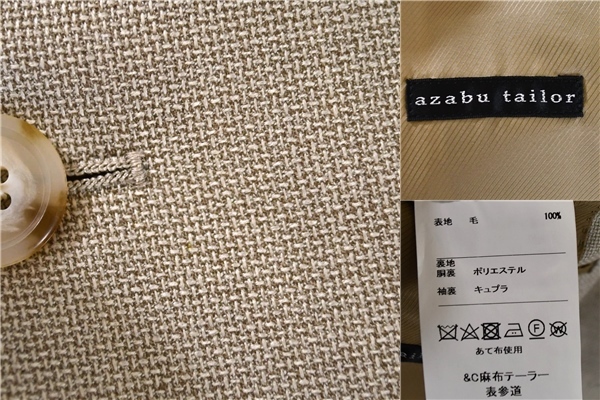 azabu tailor
表地 毛 100%
裏地
胴裏 ポリエステル
袖裏 キュプラ
あて布使用
&C麻布テーラー
表参道